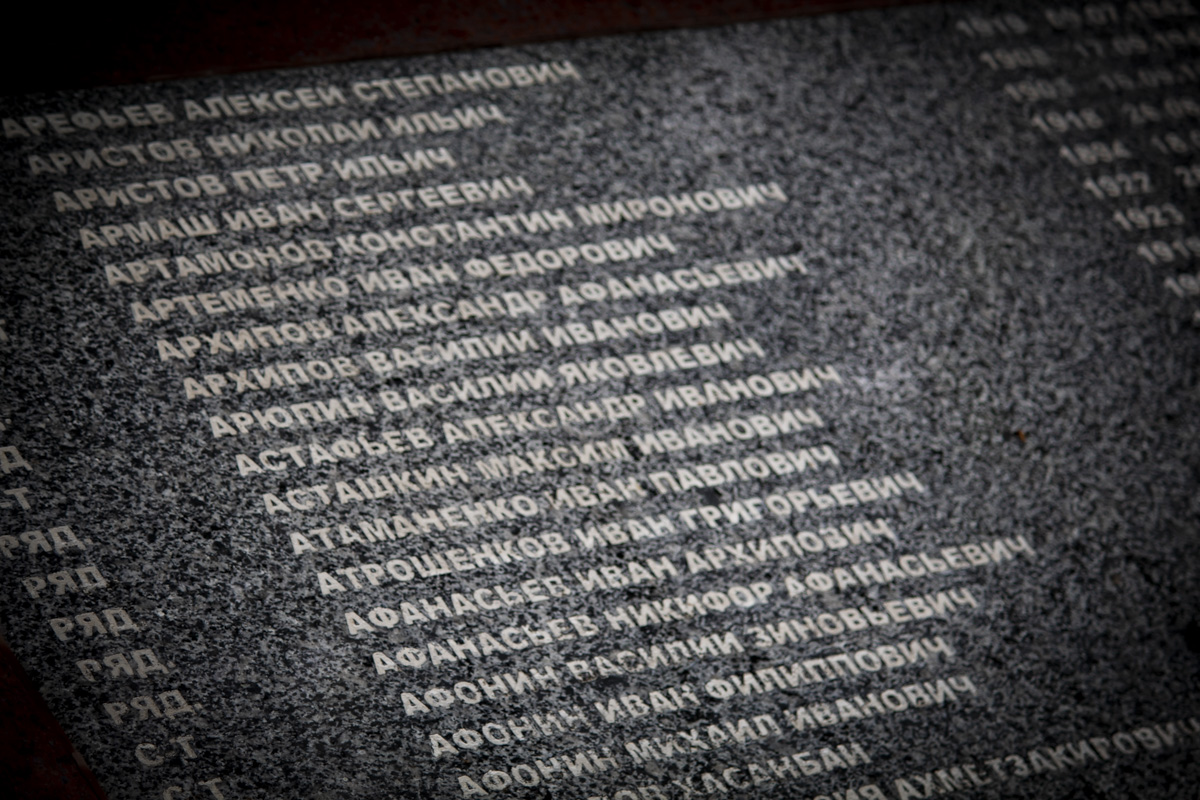 АРЕФЬЕВ АЛЕКСЕЙ СТЕПАНОВИЧ 1919
АРИСТОВ НИКОЛАЙ ИЛЬИЧ
АРИСТОВ ПЕТР ИЛЬИЧ
АРМАШ ИВАН СЕРГЕЕВИЧ
АРТАМОНОВ КОНСТАНТИН МИРОНОВИЧ 1894
АРТЕМЕНКО ИВАН ФЕДОРОВИЧ 1922
АРХИПОВ АЛЕКСАНДР АФАНАСЬЕВИЧ 1921
АРХИПОВ ВАСИЛИЙ ИВАНОВИЧ
АРЮПИН ВАСИЛИЙ ЯКОВЛЕВИЧ
АСТАФЬЕВ АЛЕКСАНДР ИВАНОВИЧ
АСТАШКИН МАКСИМ ИВАНОВИЧ
АТАМАНЕНКО ИВАН ПАВЛОВИЧ
РЯД АТРОШЕНКОВ ИВАН ГРИГОРЬЕВИЧ
РЯД АФАНАСЬЕВ ИВАН АРХИПОВИЧ
РЯД. АФАНАСЬЕВ НИКИФОР АФАНАСЬЕВИЧ
РЯД. АФОНИН ВАСИЛИЙ ЗИНОВЬЕВИЧ
РЯД. АФОНИН ИВАН ФИЛИППОВИЧ
С-Т АФОНИН МИХАИЛ ИВАНОВИЧ
С-Т ХАСАНБАН
АХМЕТЗАКИРОВИЧ